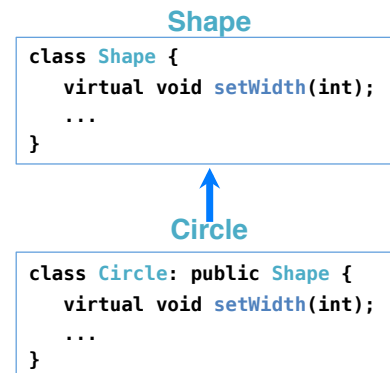 Shape
class Shape {
virtual void setWidth(int);
...
}
Circle
class Circle: public Shape {
virtual void setWidth(int);
...
}